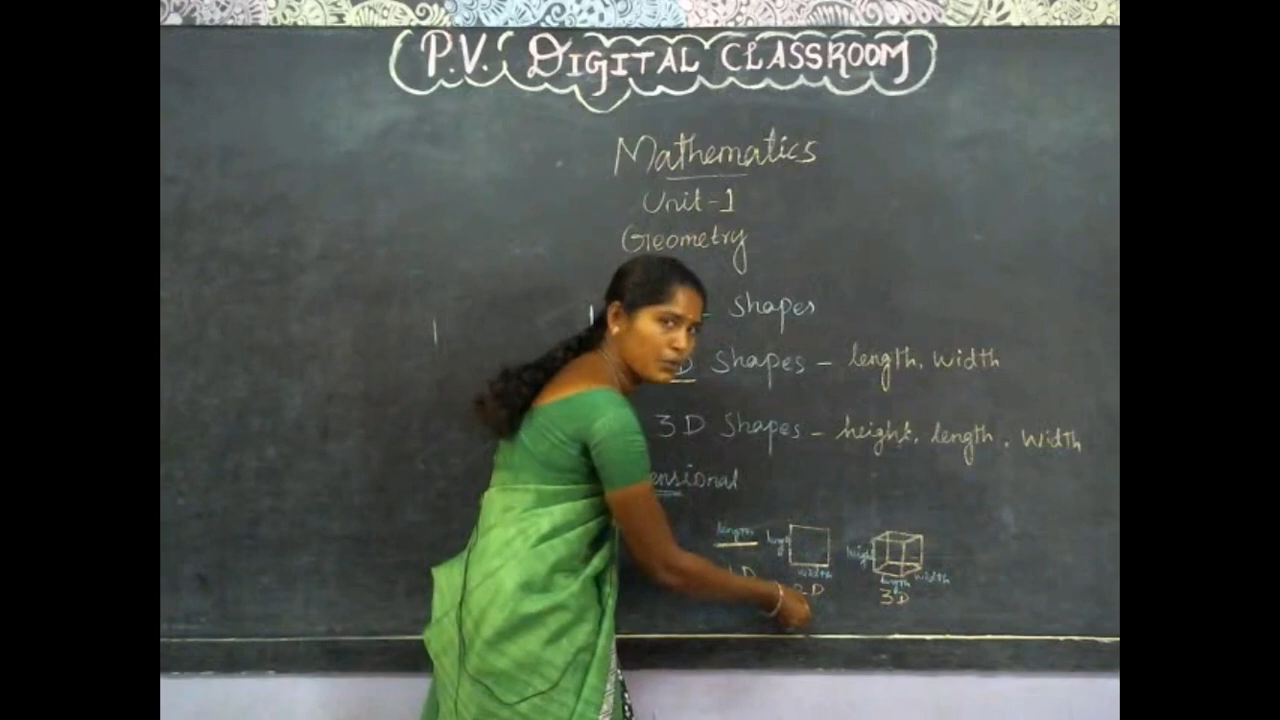 P.V. DIGITAL CLASSROOM
Mathematics
Unit-1
Geometry
Shapes
D Shapes - length, width
3D Shapes - height, length, width
ensional
length
width
2D
height
length
width
3D